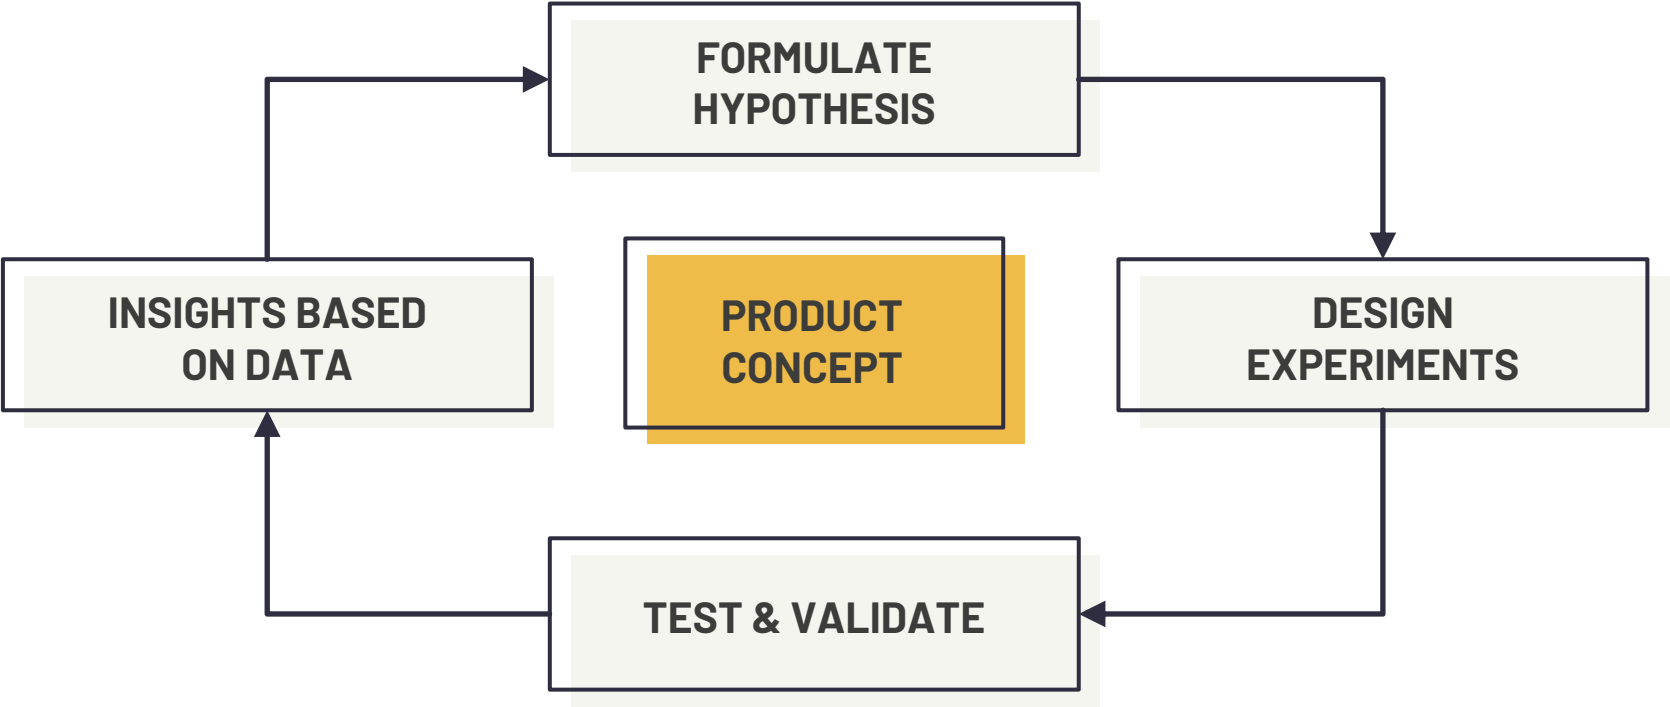 FORMULATE
HYPOTHESIS
INSIGHTS BASED
ON DATA
PRODUCT
CONCEPT
DESIGN
EXPERIMENTS
TEST & VALIDATE